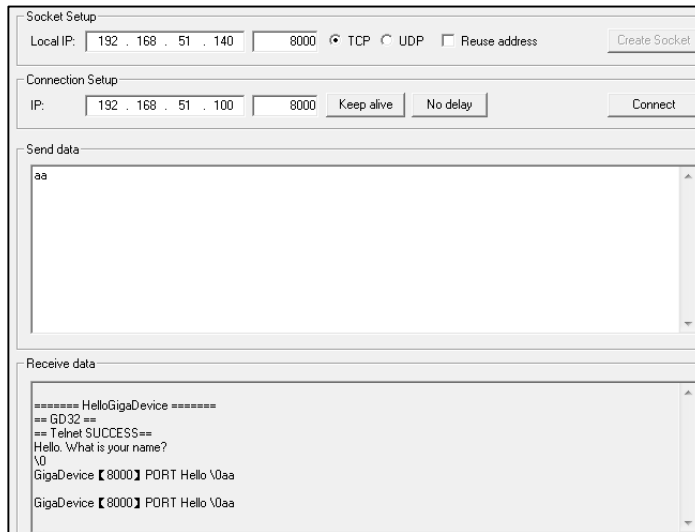 Socket Setup
Local IP: 192 . 168 . 51 . 140 8000 TCP UDP Reuse address Create Socket
Connection Setup
IP: 192 . 168 . 51 . 100 8000 Keep alive No delay Connect
Send data
aa
Receive data
======= HelloGigaDevice =======
== GD32 ==
== Telnet SUCCESS==
Hello. What is your name?
\0
GigaDevice【8000】PORT Hello \0aa
GigaDevice【8000】PORT Hello \0aa